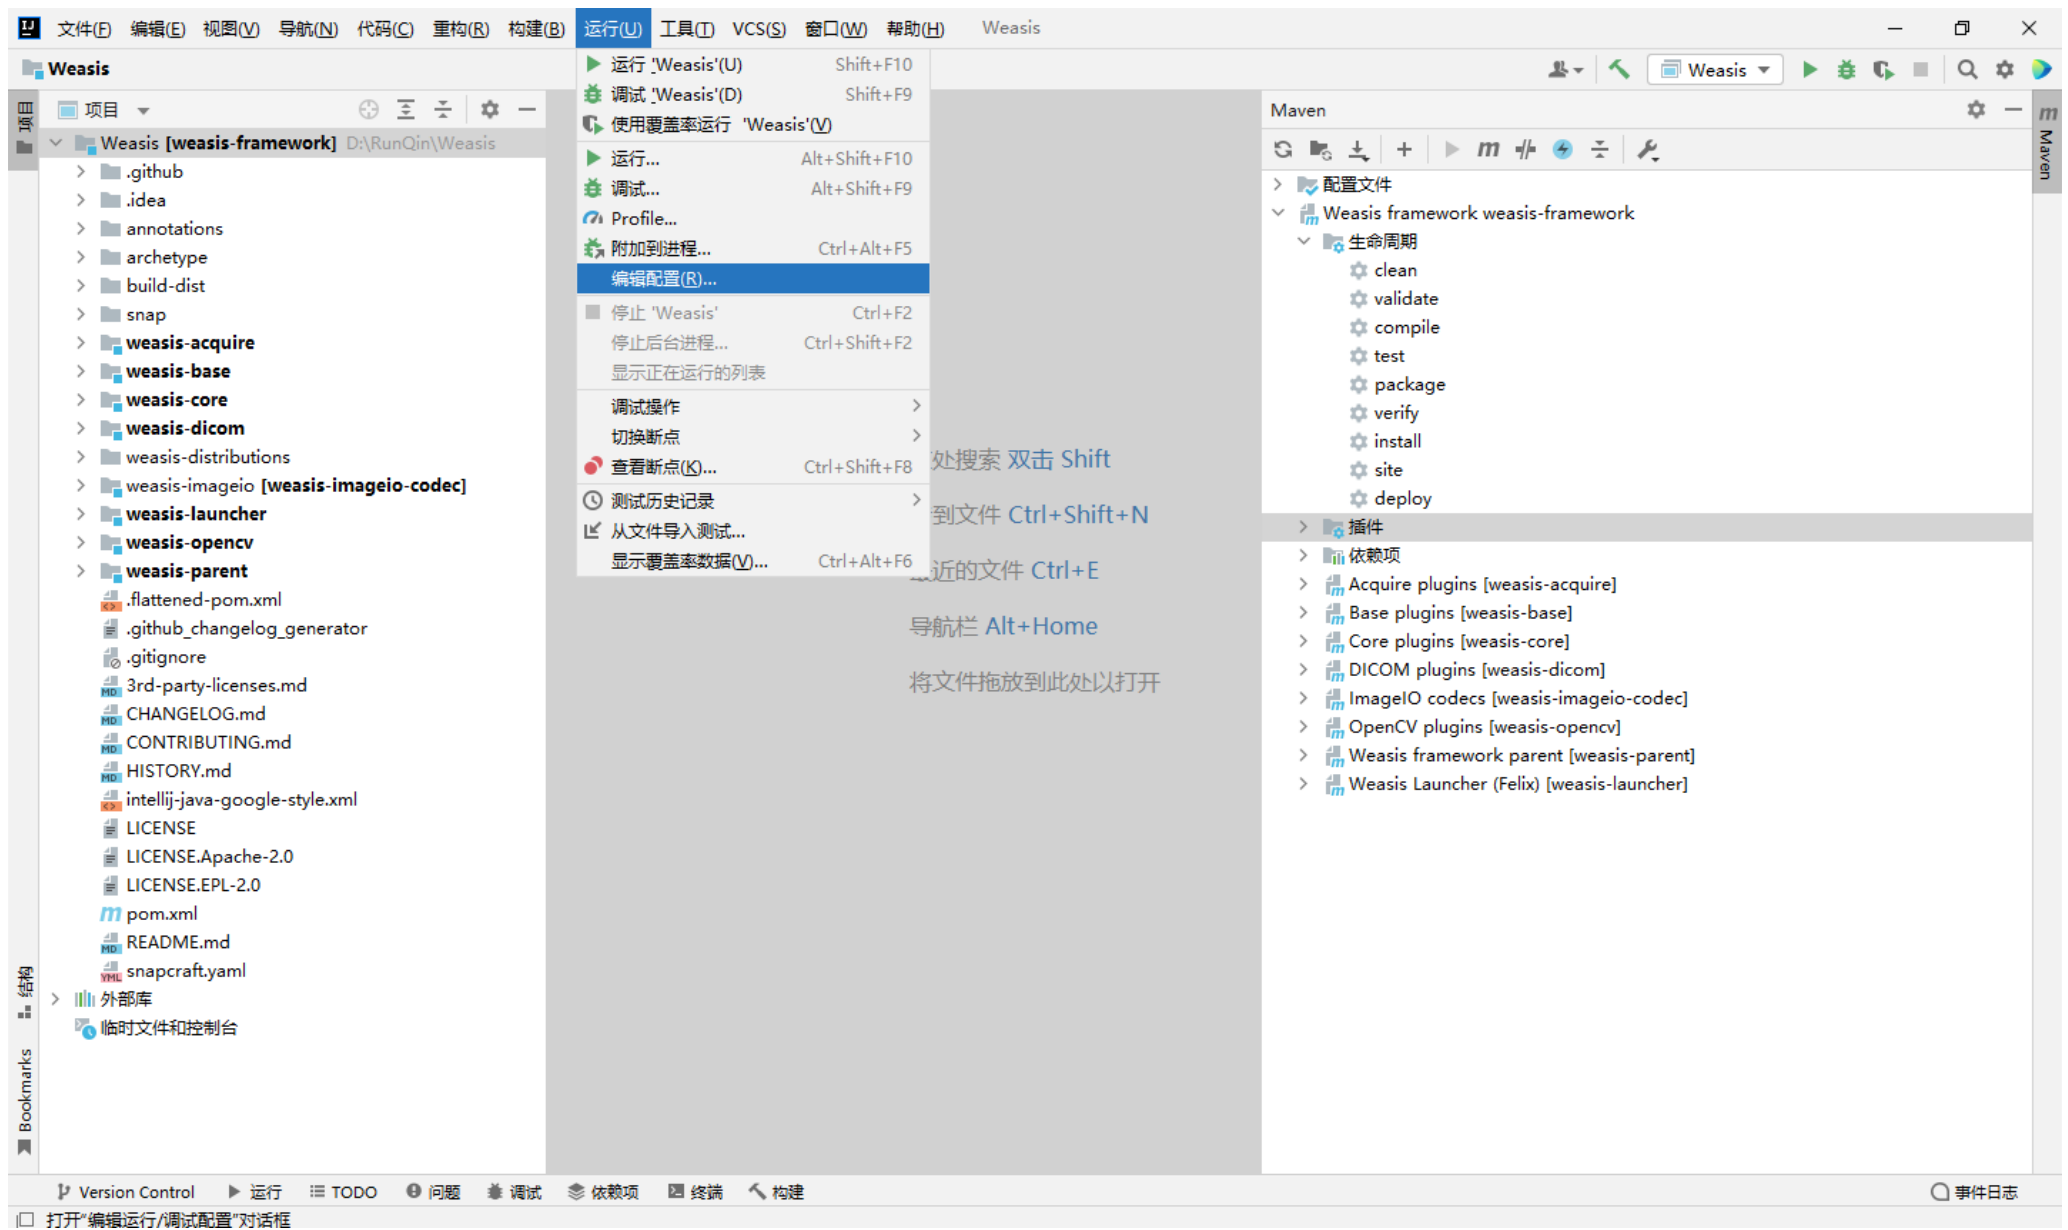 文件(F) 编辑(E) 视图(V) 导航(N) 代码(C) 重构(R) 构建(B) 运行(U) 工具(T) VCS(S) 窗口(W) 帮助(H) Weasis
Weasis
Weasis
项目
项目
Weasis [weasis-framework] D:\RunQin\Weasis
.github
.idea
annotations
archetype
build-dist
snap
weasis-acquire
weasis-base
weasis-core
weasis-dicom
weasis-distributions
weasis-imageio [weasis-imageio-codec]
weasis-launcher
weasis-opencv
weasis-parent
.flattened-pom.xml
.github_changelog_generator
.gitignore
3rd-party-licenses.md
CHANGELOG.md
CONTRIBUTING.md
HISTORY.md
intellij-java-google-style.xml
LICENSE
LICENSE.Apache-2.0
LICENSE.EPL-2.0
pom.xml
README.md
snapcraft.yaml
外部库
临时文件和控制台
结构
Bookmarks
运行 'Weasis'(U) Shift+F10
调试 'Weasis'(D) Shift+F9
使用覆盖率运行 'Weasis'(V)
运行... Alt+Shift+F10
调试... Alt+Shift+F9
Profile...
附加到进程... Ctrl+Alt+F5
编辑配置(R)...
停止 'Weasis' Ctrl+F2
停止后台进程... Ctrl+Shift+F2
显示正在运行的列表
调试操作
切换断点
查看断点(K)... Ctrl+Shift+F8
测试历史记录
从文件导入测试...
显示覆盖率数据(V)... Ctrl+Alt+F6
处搜索 双击 Shift
到文件 Ctrl+Shift+N
最近的文件 Ctrl+E
导航栏 Alt+Home
将文件拖放到此处以打开
Maven
Maven
配置文件
Weasis framework weasis-framework
生命周期
clean
validate
compile
test
package
verify
install
site
deploy
插件
依赖项
Acquire plugins [weasis-acquire]
Base plugins [weasis-base]
Core plugins [weasis-core]
DICOM plugins [weasis-dicom]
ImageIO codecs [weasis-imageio-codec]
OpenCV plugins [weasis-opencv]
Weasis framework parent [weasis-parent]
Weasis Launcher (Felix) [weasis-launcher]
Version Control 运行 TODO 问题 调试 依赖项 终端 构建 事件日志
打开“编辑运行/调试配置”对话框